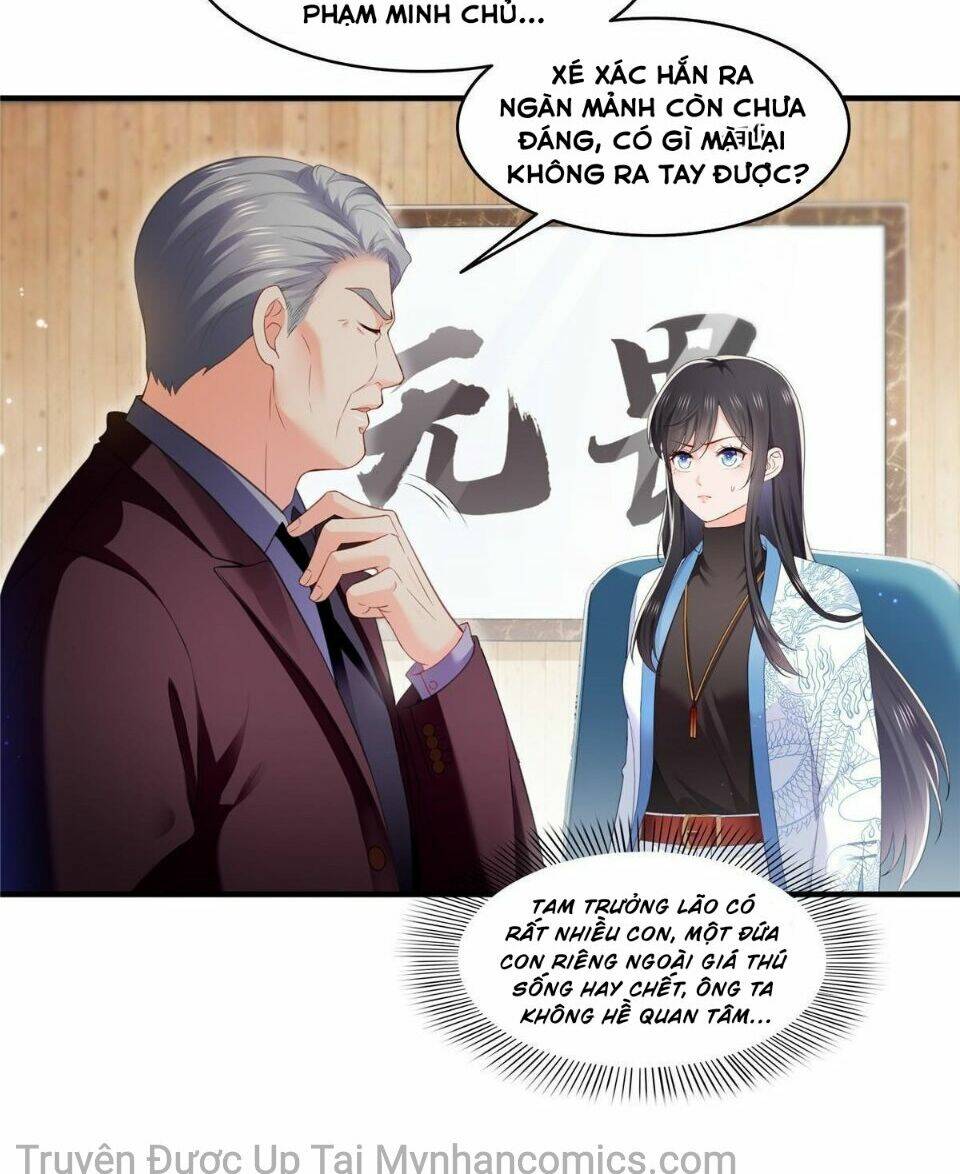 PHẠM MINH CHỦ...
XÉ XÁC HẮN RA
NGÀN MẢNH CÒN CHƯA
ĐÁNG, CÓ GÌ MÀ LẠI
KHÔNG RA TAY ĐƯỢC?
无畏
TAM TRƯỞNG LÃO CÓ
RẤT NHIỀU CON, MỘT ĐỨA
CON RIÊNG NGOÀI GIÁ THÚ
SỐNG HAY CHẾT, ÔNG TA
KHÔNG HỀ QUAN TÂM...
Truyện Được Up Tại Mynhancomics.com